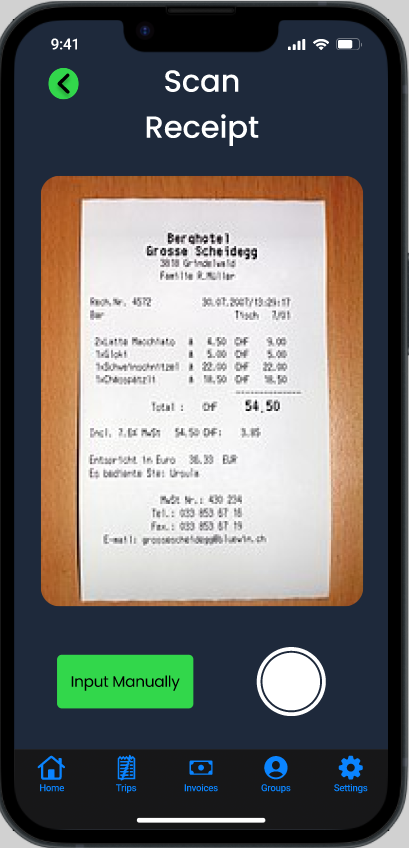 9:41
Scan
Receipt
Berghotel
Grosse Scheidegg
3818 Grindelwald
Familie R.Müller
Rech.Nr. 4572 30.07.2007/13:29:17
Bar Tisch 7/01
2xLatte Macchiato à 4.50 CHF 9.00
1xGloki à 5.00 CHF 5.00
1xSchweinschnitzel à 22.00 CHF 22.00
1xChässpätzli à 18.50 CHF 18.50
Total : CHF 54.50
Incl. 7.6% MwSt 54.50 CHF: 3.85
Entspricht in Euro 36.33 EUR
Es bediente Sie: Ursula
MwSt Nr.: 430 234
Tel.: 033 853 67 16
Fax.: 033 853 67 19
E-mail: grossescheidegg@bluewin.ch
Input Manually
Home Trips Invoices Groups Settings